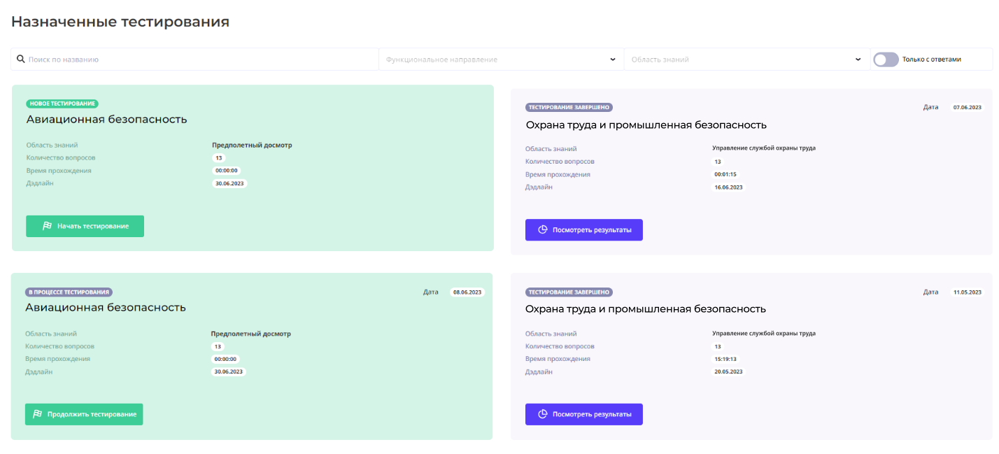 Назначенные тестирования
Поиск по названию
Функциональное направление
Область знаний
Только с ответами
НОВОЕ ТЕСТИРОВАНИЕ
Авиационная безопасность
Область знаний Предполетный досмотр
Количество вопросов 13
Время прохождения 00:00:00
Дэдлайн 30.06.2023
Начать тестирование
ТЕСТИРОВАНИЕ ЗАВЕРШЕНО Дата 07.06.2023
Охрана труда и промышленная безопасность
Область знаний Управление службой охраны труда
Количество вопросов 13
Время прохождения 00:01:15
Дэдлайн 16.06.2023
Посмотреть результаты
В ПРОЦЕССЕ ТЕСТИРОВАНИЯ Дата 08.06.2023
Авиационная безопасность
Область знаний Предполетный досмотр
Количество вопросов 13
Время прохождения 00:00:00
Дэдлайн 30.06.2023
Продолжить тестирование
ТЕСТИРОВАНИЕ ЗАВЕРШЕНО Дата 11.05.2023
Охрана труда и промышленная безопасность
Область знаний Управление службой охраны труда
Количество вопросов 13
Время прохождения 15:19:13
Дэдлайн 20.05.2023
Посмотреть результаты